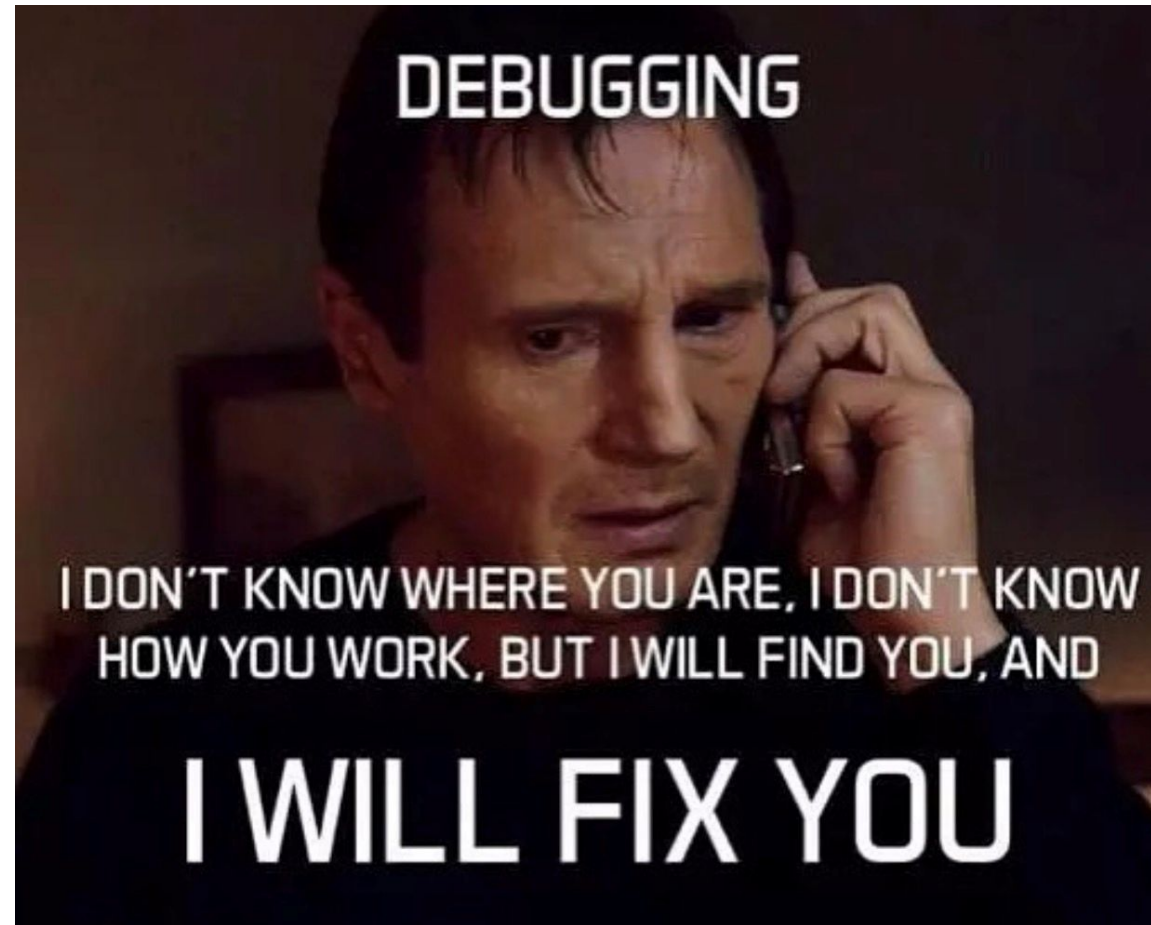 DEBUGGING
I DON'T KNOW WHERE YOU ARE, I DON'T KNOW
HOW YOU WORK, BUT I WILL FIND YOU, AND
I WILL FIX YOU